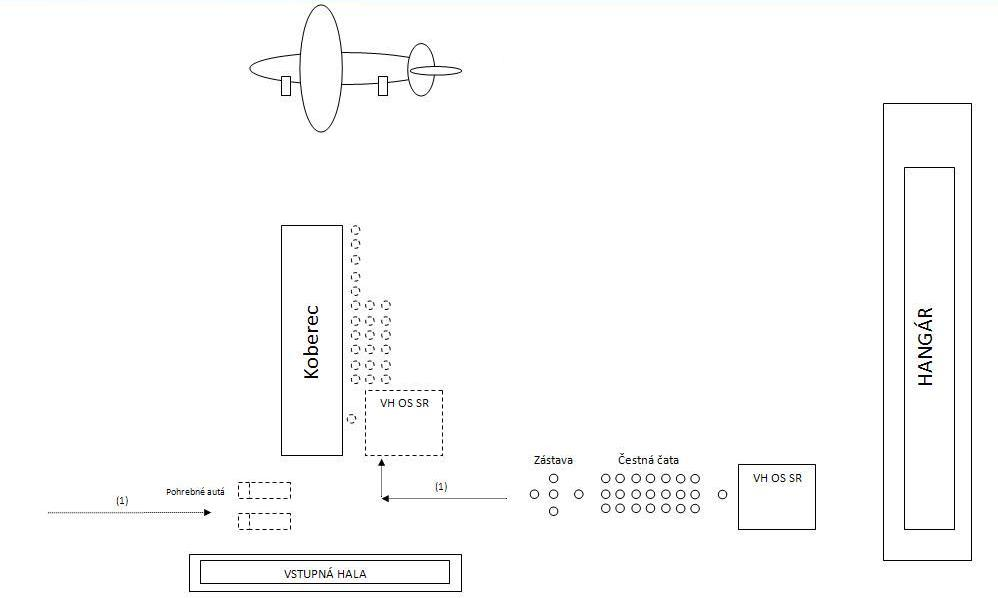 Koberec
HANGÁR
VH OS SR
Zástava
Čestná čata
VH OS SR
Pohrebné autá
(1)
(1)
VSTUPNÁ HALA